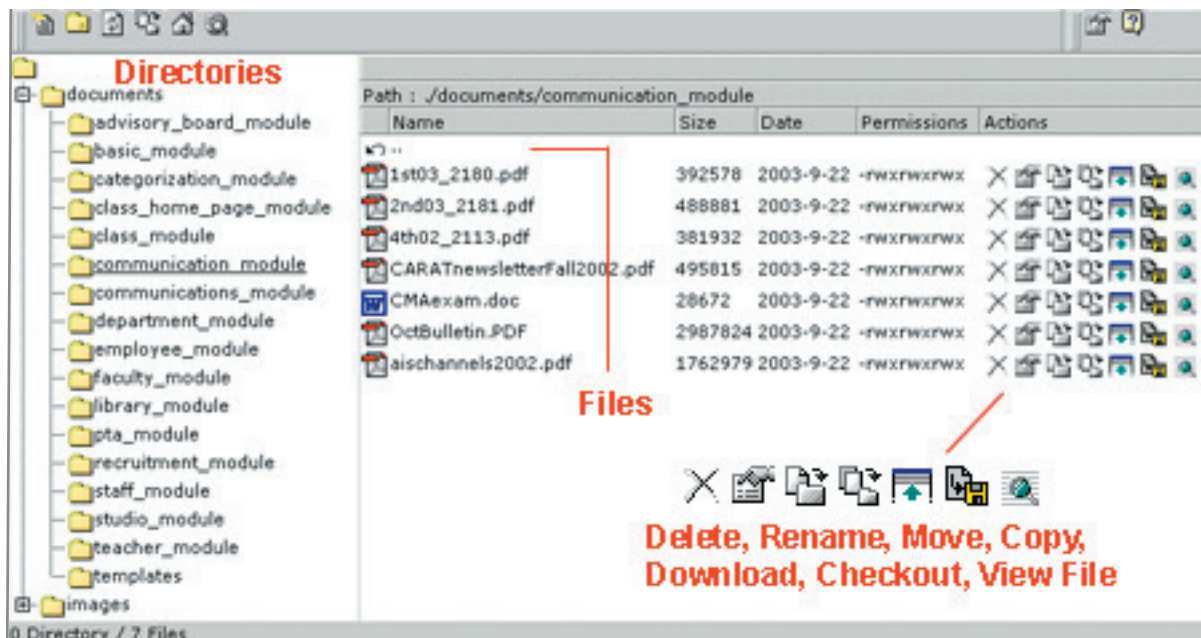 Directories
documents
advisory_board_module
basic_module
categorization_module
class_home_page_module
class_module
communication_module
communications_module
department_module
employee_module
faculty_module
library_module
pta_module
recruitment_module
staff_module
studio_module
teacher_module
templates
images
0 Directory / 7 Files
Path : ./documents/communication_module
Name Size Date Permissions Actions
..
1st03_2180.pdf 392578 2003-9-22 -rwxrwxrwx
2nd03_2181.pdf 488881 2003-9-22 -rwxrwxrwx
4th02_2113.pdf 381932 2003-9-22 -rwxrwxrwx
CARATnewsletterFall2002.pdf 495815 2003-9-22 -rwxrwxrwx
CMAexam.doc 28672 2003-9-22 -rwxrwxrwx
OctBulletin.PDF 2987824 2003-9-22 -rwxrwxrwx
aischannels2002.pdf 1762979 2003-9-22 -rwxrwxrwx
Files
Delete, Rename, Move, Copy,
Download, Checkout, View File